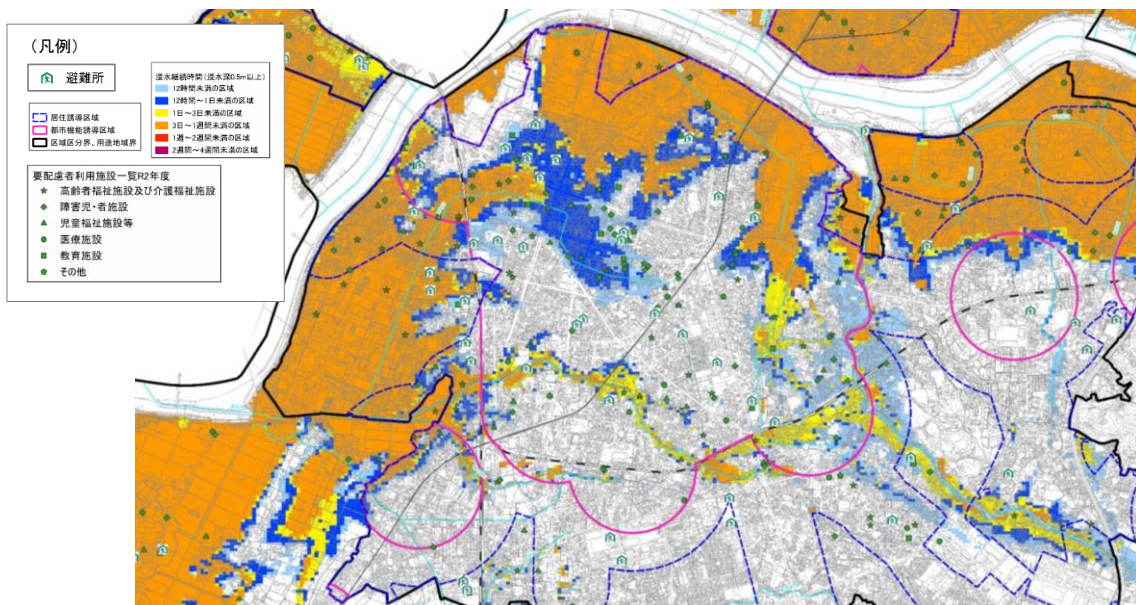 (凡例)
避難所
居住誘導区域
都市機能誘導区域
区域区分界、用途地域界
浸水継続時間(浸水深0.5m以上)
12時間未満の区域
12時間~1日未満の区域
1日~3日未満の区域
3日~1週間未満の区域
1週~2週間未満の区域
2週間~4週間未満の区域
要配慮者利用施設一覧R2年度
高齢者福祉施設及び介護福祉施設
障害児・者施設
児童福祉施設等
医療施設
教育施設
その他